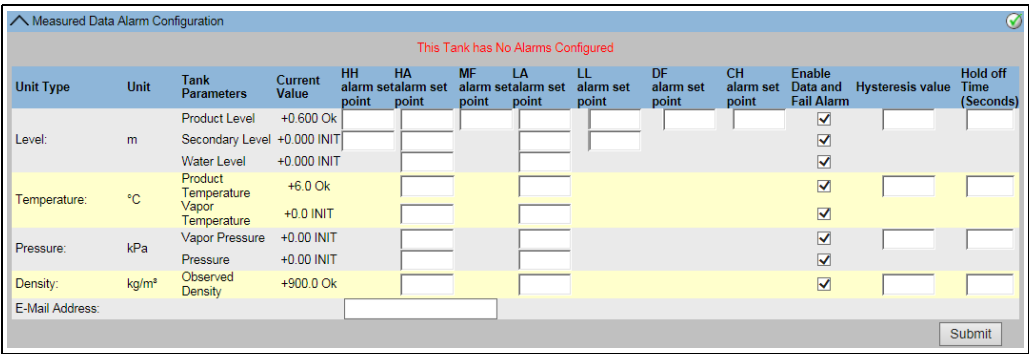 Measured Data Alarm Configuration
This Tank has No Alarms Configured
Unit Type Unit Tank Parameters Current Value HH alarm set point HA alarm set point MF alarm set point LA alarm set point LL alarm set point DF alarm set point CH alarm set point Enable Data and Fail Alarm Hysteresis value Hold off Time (Seconds)
Product Level +0.600 Ok
Level: m Secondary Level +0.000 INIT
Water Level +0.000 INIT
Temperature: °C Product Temperature +6.0 Ok
Vapor Temperature +0.0 INIT
Pressure: kPa Vapor Pressure +0.00 INIT
Pressure +0.00 INIT
Density: kg/m³ Observed Density +900.0 Ok
E-Mail Address:
Submit